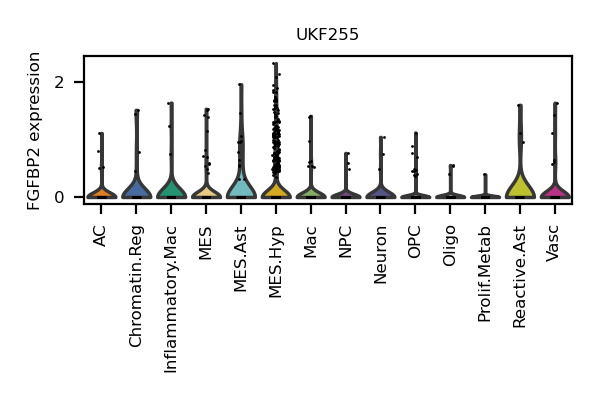 UKF255
FGFBP2 expression
2
0
AC
Chromatin.Reg
Inflammatory.Mac
MES
MES.Ast
MES.Hyp
Mac
NPC
Neuron
OPC
Oligo
Prolif.Metab
Reactive.Ast
Vasc